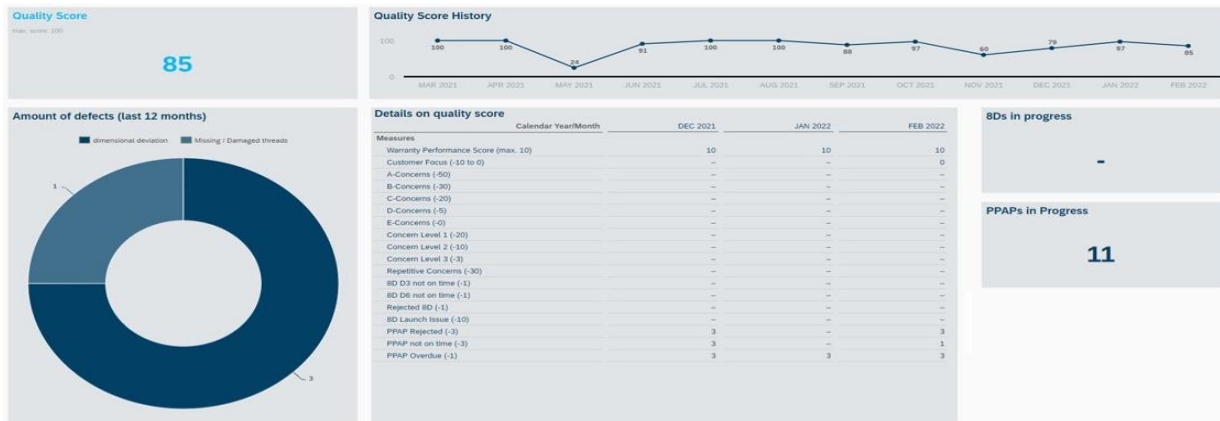 Quality Score
max. score: 100
85
Quality Score History
100
0
100
100
24
91
100
100
88
97
60
79
97
85
MAR 2021 APR 2021 MAY 2021 JUN 2021 JUL 2021 AUG 2021 SEP 2021 OCT 2021 NOV 2021 DEC 2021 JAN 2022 FEB 2022
Amount of defects (last 12 months)
dimensional deviation Missing / Damaged threads
1
3
Details on quality score
Calendar Year/Month DEC 2021 JAN 2022 FEB 2022
Measures
Warranty Performance Score (max. 10) 10 10 10
Customer Focus (-10 to 0) – – 0
A-Concerns (-50) – – –
B-Concerns (-30) – – –
C-Concerns (-20) – – –
D-Concerns (-5) – – –
E-Concerns (-0) – – –
Concern Level 1 (-20) – – –
Concern Level 2 (-10) – – –
Concern Level 3 (-3) – – –
Repetitive Concerns (-30) – – –
8D D3 not on time (-1) – – –
8D D6 not on time (-1) – – –
Rejected 8D (-1) – – –
8D Launch Issue (-10) – – –
PPAP Rejected (-3) 3 – 3
PPAP not on time (-3) 3 – 1
PPAP Overdue (-1) 3 3 3
8Ds in progress
-
PPAPs in Progress
11